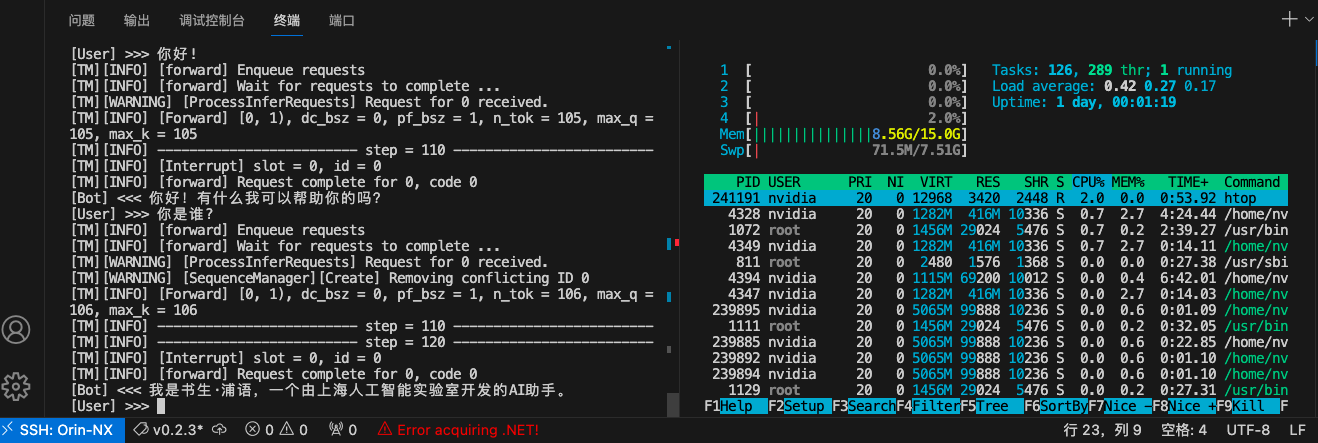 问题 输出 调试控制台 终端 端口
[User] >>> 你好!
[TM][INFO] [forward] Enqueue requests
[TM][INFO] [forward] Wait for requests to complete ...
[TM][WARNING] [ProcessInferRequests] Request for 0 received.
[TM][INFO] [Forward] [0, 1), dc_bsz = 0, pf_bsz = 1, n_tok = 105, max_q =
105, max_k = 105
[TM][INFO] ------------------------- step = 110 -------------------------
[TM][INFO] [Interrupt] slot = 0, id = 0
[TM][INFO] [forward] Request complete for 0, code 0
[Bot] <<< 你好! 有什么我可以帮助你的吗?
[User] >>> 你是谁?
[TM][INFO] [forward] Enqueue requests
[TM][INFO] [forward] Wait for requests to complete ...
[TM][WARNING] [ProcessInferRequests] Request for 0 received.
[TM][WARNING] [SequenceManager][Create] Removing conflicting ID 0
[TM][INFO] [Forward] [0, 1), dc_bsz = 0, pf_bsz = 1, n_tok = 106, max_q =
106, max_k = 106
[TM][INFO] ------------------------- step = 110 -------------------------
[TM][INFO] ------------------------- step = 120 -------------------------
[TM][INFO] [Interrupt] slot = 0, id = 0
[TM][INFO] [forward] Request complete for 0, code 0
[Bot] <<< 我是书生·浦语，一个由上海人工智能实验室开发的AI助手。
[User] >>>
1 [ 0.0%] Tasks: 126, 289 thr; 1 running
2 [ 0.0%] Load average: 0.42 0.27 0.17
3 [ 0.0%] Uptime: 1 day, 00:01:19
4 [| 2.0%]
Mem[|||||||||||||||8.56G/15.0G]
Swp[| 71.5M/7.51G]
PID USER PRI NI VIRT RES SHR S CPU% MEM% TIME+ Command
241191 nvidia 20 0 12968 3420 2448 R 2.0 0.0 0:53.92 htop
4328 nvidia 20 0 1282M 416M 10336 S 0.7 2.7 4:24.44 /home/nv
1072 root 20 0 1456M 29024 5476 S 0.7 0.2 2:39.27 /usr/bin
4349 nvidia 20 0 1282M 416M 10336 S 0.7 2.7 0:14.11 /home/nv
811 root 20 0 2480 1576 1368 S 0.0 0.0 0:27.38 /usr/sbi
4394 nvidia 20 0 1115M 69200 10012 S 0.0 0.4 6:42.01 /home/nv
4347 nvidia 20 0 1282M 416M 10336 S 0.0 2.7 0:14.03 /home/nv
239895 nvidia 20 0 5065M 99888 10236 S 0.0 0.6 0:01.09 /home/nv
1111 root 20 0 1456M 29024 5476 S 0.0 0.2 0:32.05 /usr/bin
239885 nvidia 20 0 5065M 99888 10236 S 0.0 0.6 0:22.85 /home/nv
239892 nvidia 20 0 5065M 99888 10236 S 0.0 0.6 0:01.10 /home/nv
239894 nvidia 20 0 5065M 99888 10236 S 0.0 0.6 0:01.10 /home/nv
1129 root 20 0 1456M 29024 5476 S 0.0 0.2 0:27.31 /usr/bin
F1Help F2Setup F3SearchF4FilterF5Tree F6SortByF7Nice -F8Nice +F9Kill F
SSH: Orin-NX v0.2.3* 0 0 0 Error acquiring .NET! 行 23，列 9 空格: 4 UTF-8 LF